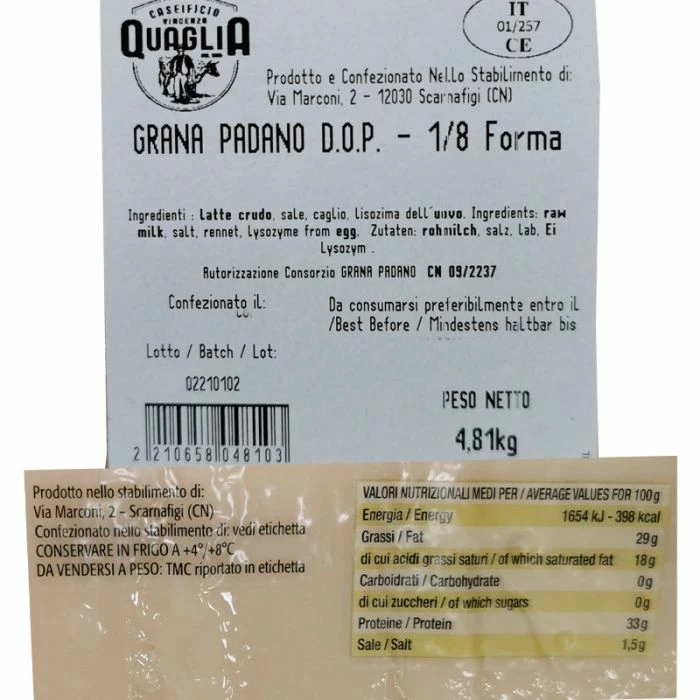 CASEIFICIO
VINCENZO
QUAGLIA
IT
01/257
CE
Prodotto e Confezionato Nello Stabilimento di:
Via Marconi, 2 - 12030 Scarnafigi (CN)
GRANA PADANO D.O.P. - 1/8 Forma
Ingredienti : Latte crudo, sale, caglio, Lisozima dell'uovo. Ingredients: raw
milk, salt, rennet, Lysozyme from egg. Zutaten: rohmilch, salz, Lab, Ei
Lysozym .
Autorizzazione Consorzio GRANA PADANO CN 09/2237
Confezionato il:
Da consumarsi preferibilmente entro il
/Best Before / Mindestens haltbar bis
Lotto / Batch / Lot:
02210102
PESO NETTO
4,81kg
2 210658 048103
Prodotto nello stabilimento di:
Via Marconi, 2 - Scarnafigi (CN)
Confezionato nello stabilimento di: vedi etichetta
CONSERVARE IN FRIGO A +4°/+8°C
DA VENDERSI A PESO: TMC riportato in etichetta
VALORI NUTRIZIONALI MEDI PER / AVERAGE VALUES FOR 100 g
Energia / Energy 1654 kJ - 398 kcal
Grassi / Fat 29 g
di cui acidi grassi saturi / of which saturated fat 18 g
Carboidrati / Carbohydrate 0 g
di cui zuccheri / of which sugars 0 g
Proteine / Protein 33 g
Sale / Salt 1,5 g